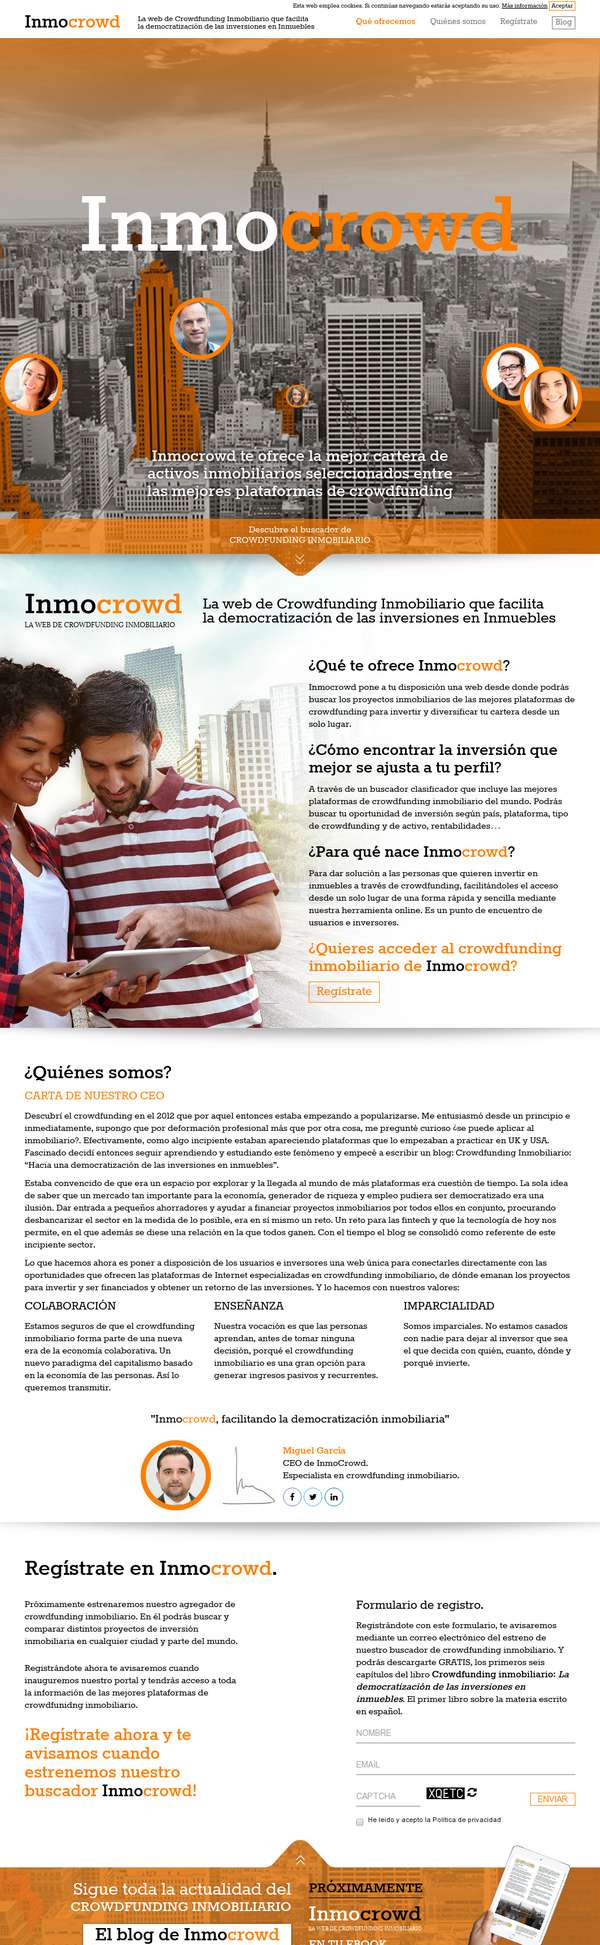 Esta web emplea cookies. Si continúas navegando estarás aceptando su uso. Más información Aceptar
Inmocrowd
La web de Crowdfunding Inmobiliario que facilita
la democratización de las inversiones en Inmuebles
Qué ofrecemos Quiénes somos Regístrate Blog
Inmocrowd
Inmocrowd te ofrece la mejor cartera de
activos inmobiliarios seleccionados entre
las mejores plataformas de crowdfunding
Descubre el buscador de
CROWDFUNDING INMOBILIARIO
Inmocrowd
LA WEB DE CROWDFUNDING INMOBILIARIO
La web de Crowdfunding Inmobiliario que facilita
la democratización de las inversiones en Inmuebles
¿Qué te ofrece Inmocrowd?
Inmocrowd pone a tu disposición una web desde donde podrás
buscar los proyectos inmobiliarios de las mejores plataformas de
crowdfunding para invertir y diversificar tu cartera desde un
solo lugar.
¿Cómo encontrar la inversión que
mejor se ajusta a tu perfil?
A través de un buscador clasificador que incluye las mejores
plataformas de crowdfunding inmobiliario del mundo. Podrás
buscar tu oportunidad de inversión según país, plataforma, tipo
de crowdfunding y de activo, rentabilidades...
¿Para qué nace Inmocrowd?
Para dar solución a las personas que quieren invertir en
inmuebles a través de crowdfunding, facilitándoles el acceso
desde un solo lugar de una forma rápida y sencilla mediante
nuestra herramienta online. Es un punto de encuentro de
usuarios e inversores.
¿Quieres acceder al crowdfunding
inmobiliario de Inmocrowd?
Regístrate
¿Quiénes somos?
CARTA DE NUESTRO CEO
Descubrí el crowdfunding en el 2012 que por aquel entonces estaba empezando a popularizarse. Me entusiasmó desde un principio e
inmediatamente, supongo que por deformación profesional más que por otra cosa, me pregunté curioso ¿se puede aplicar al
inmobiliario?. Efectivamente, como algo incipiente estaban apareciendo plataformas que lo empezaban a practicar en UK y USA.
Fascinado decidí entonces seguir aprendiendo y estudiando este fenómeno y empecé a escribir un blog: Crowdfunding Inmobiliario:
“Hacia una democratización de las inversiones en inmuebles”.
Estaba convencido de que era un espacio por explorar y la llegada al mundo de más plataformas era cuestión de tiempo. La sola idea
de saber que un mercado tan importante para la economía, generador de riqueza y empleo pudiera ser democratizado era una
ilusión. Dar entrada a pequeños ahorradores y ayudar a financiar proyectos inmobiliarios por todos ellos en conjunto, procurando
desbancarizar el sector en la medida de lo posible, era en sí mismo un reto. Un reto para las fintech y que la tecnología de hoy nos
permite, en el que además se diese una relación en la que todos ganen. Con el tiempo el blog se consolidó como referente de este
incipiente sector.
Lo que hacemos ahora es poner a disposición de los usuarios e inversores una web única para conectarles directamente con las
oportunidades que ofrecen las plataformas de Internet especializadas en crowdfunding inmobiliario, de dónde emanan los proyectos
para invertir y ser financiados y obtener un retorno de las inversiones. Y lo hacemos con nuestros valores:
COLABORACIÓN
Estamos seguros de que el crowdfunding
inmobiliario forma parte de una nueva
era de la economía colaborativa. Un
nuevo paradigma del capitalismo basado
en la economía de las personas. Así lo
queremos transmitir.
ENSEÑANZA
Nuestra vocación es que las personas
aprendan, antes de tomar ninguna
decisión, porqué el crowdfunding
inmobiliario es una gran opción para
generar ingresos pasivos y recurrentes.
IMPARCIALIDAD
Somos imparciales. No estamos casados
con nadie para dejar al inversor que sea
el que decida con quién, cuanto, dónde y
porqué invierte.
"Inmocrowd, facilitando la democratización inmobiliaria"
Miguel García
CEO de InmoCrowd.
Especialista en crowdfunding inmobiliario.
Regístrate en Inmocrowd.
Próximamente estrenaremos nuestro agregador de
crowdfunding inmobiliario. En él podrás buscar y
comparar distintos proyectos de inversión
inmobiliaria en cualquier ciudad y parte del mundo.
Registrándote ahora te avisaremos cuando
inauguremos nuestro portal y tendrás acceso a toda
la información de las mejores plataformas de
crowdfunidng inmobiliario.
¡Regístrate ahora y te
avisamos cuando
estrenemos nuestro
buscador Inmocrowd!
Formulario de registro.
Registrándote con este formulario, te avisaremos
mediante un correo electrónico del estreno de
nuestro buscador de crowdfunding inmobiliario. Y
podrás descargarte GRATIS, los primeros seis
capítulos del libro Crowdfunding inmobiliario: La
democratización de las inversiones en
inmuebles. El primer libro sobre la materia escrito
en español.
NOMBRE
EMAIL
CAPTCHA XQETC ENVIAR
He leido y acepto la Política de privacidad
Sigue toda la actualidad del
CROWDFUNDING INMOBILIARIO
El blog de Inmocrowd
PRÓXIMAMENTE
Inmocrowd
LA WEB DE CROWDFUNDING INMOBILIARIO
EN TU EBOOK